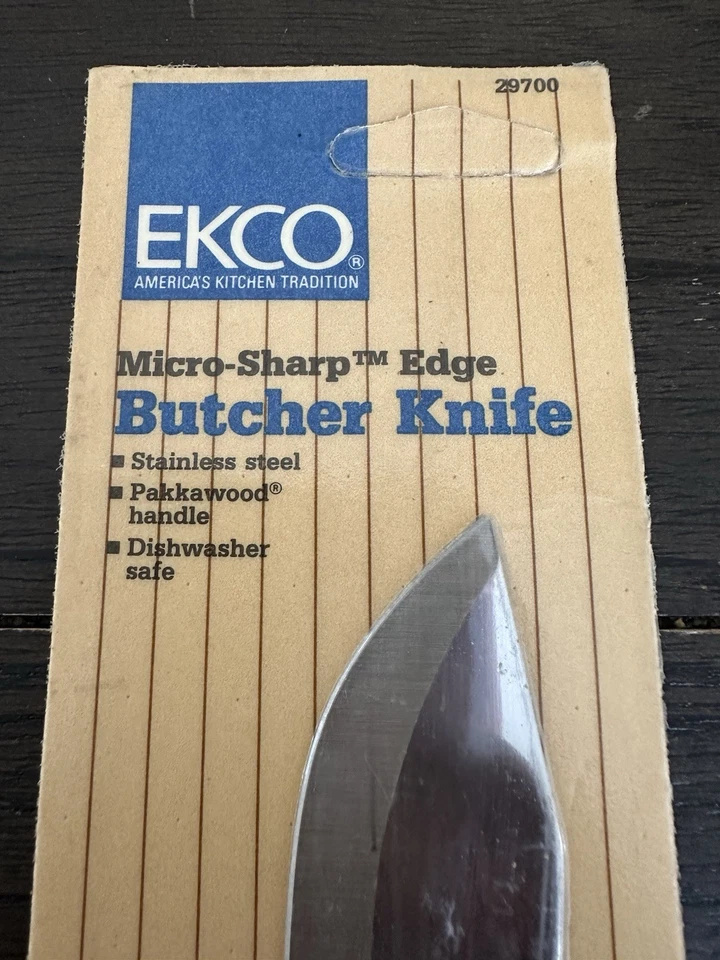 29700
EKCO®
AMERICA'S KITCHEN TRADITION
Micro-Sharp™ Edge
Butcher Knife
■ Stainless steel
■ Pakkawood®
handle
■ Dishwasher
safe